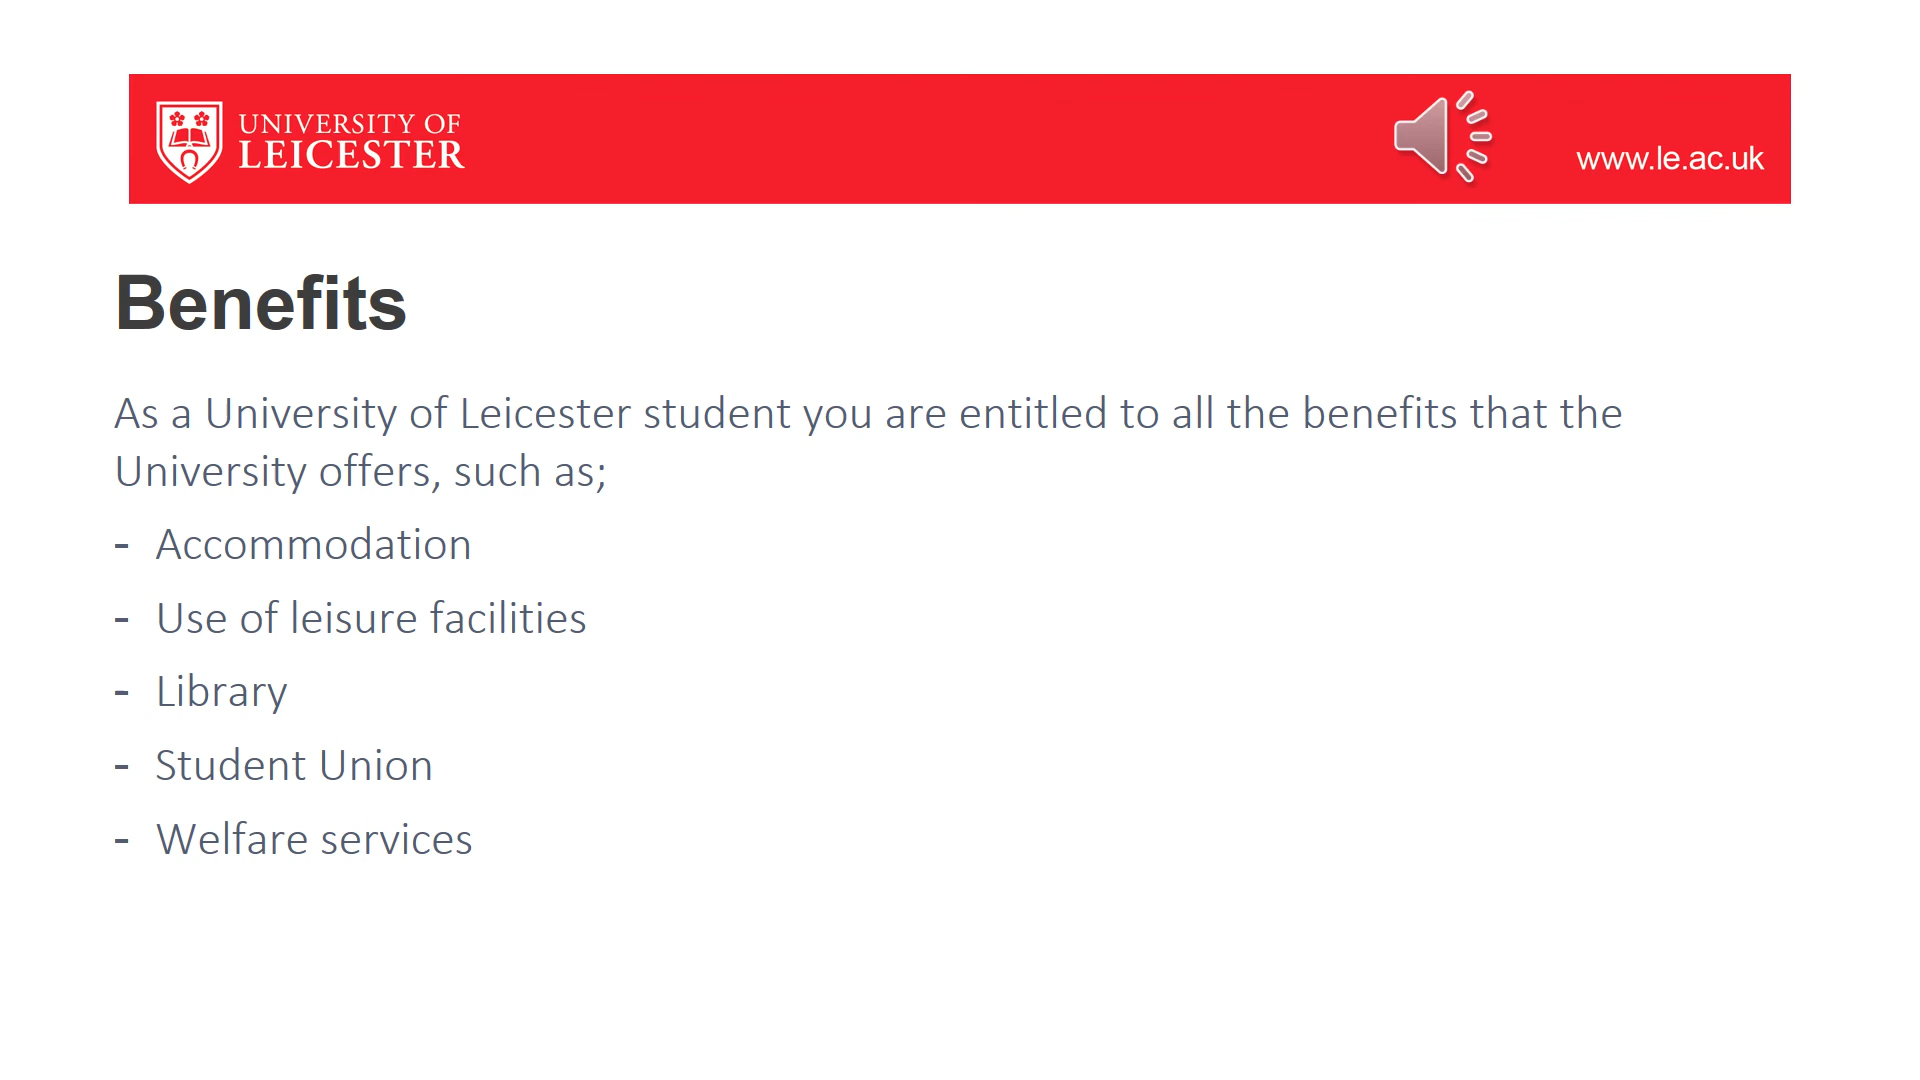 UNIVERSITY OF
LEICESTER
www.le.ac.uk
Benefits
As a University of Leicester student you are entitled to all the benefits that the
University offers, such as;
- Accommodation
- Use of leisure facilities
- Library
- Student Union
- Welfare services